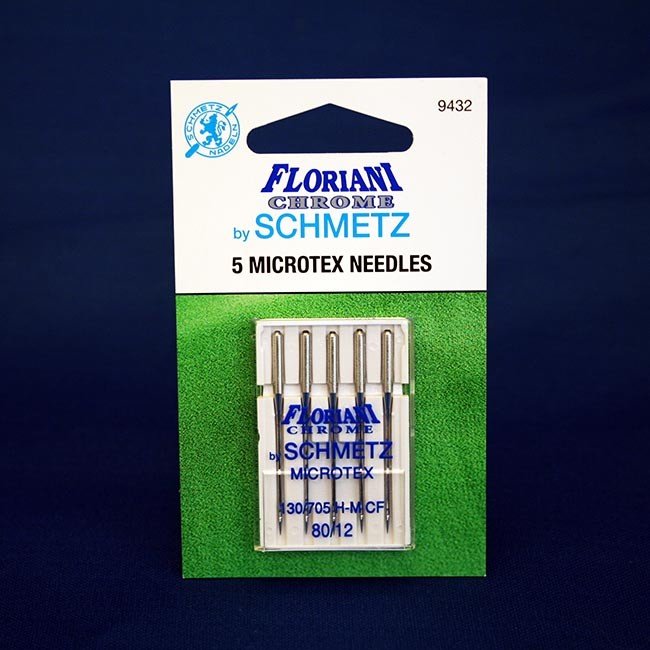 SCHMETZ
NADELN
9432
FLORIANI
CHROME
by SCHMETZ
5 MICROTEX NEEDLES
FLORIANI
CHROME
by SCHMETZ
MICROTEX
130/705 H-M CF
80/12